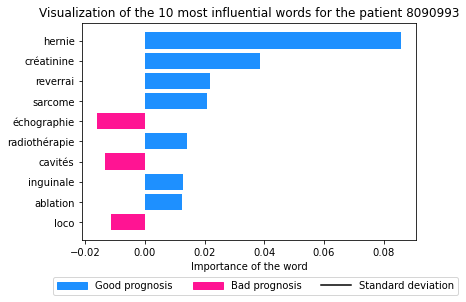 Visualization of the 10 most influential words for the patient 8090993
hernie
créatinine
reverrai
sarcome
échographie
radiothérapie
cavités
inguinale
ablation
loco
−0.02 0.00 0.02 0.04 0.06 0.08
Importance of the word
Good prognosis Bad prognosis Standard deviation